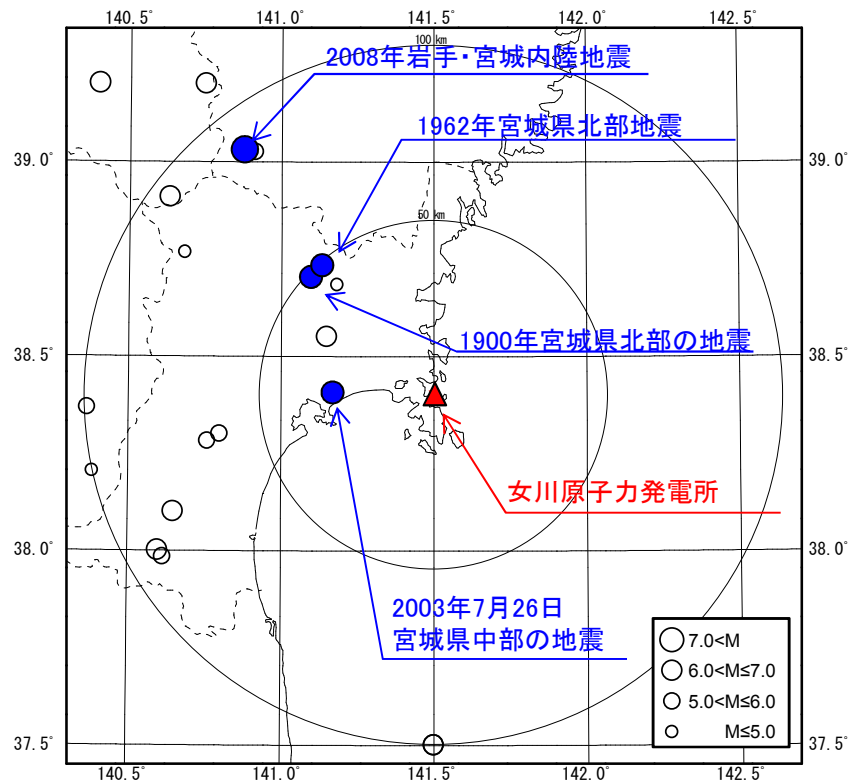 140.5° 141.0° 141.5° 142.0° 142.5°
100 km
2008年岩手・宮城内陸地震
1962年宮城県北部地震
39.0° 39.0°
50 km
1900年宮城県北部の地震
38.5° 38.5°
女川原子力発電所
38.0° 38.0°
2003年7月26日
宮城県中部の地震
7.0<M
6.0<M≤7.0
5.0<M≤6.0
M≤5.0
37.5° 37.5°
140.5° 141.0° 141.5° 142.0° 142.5°